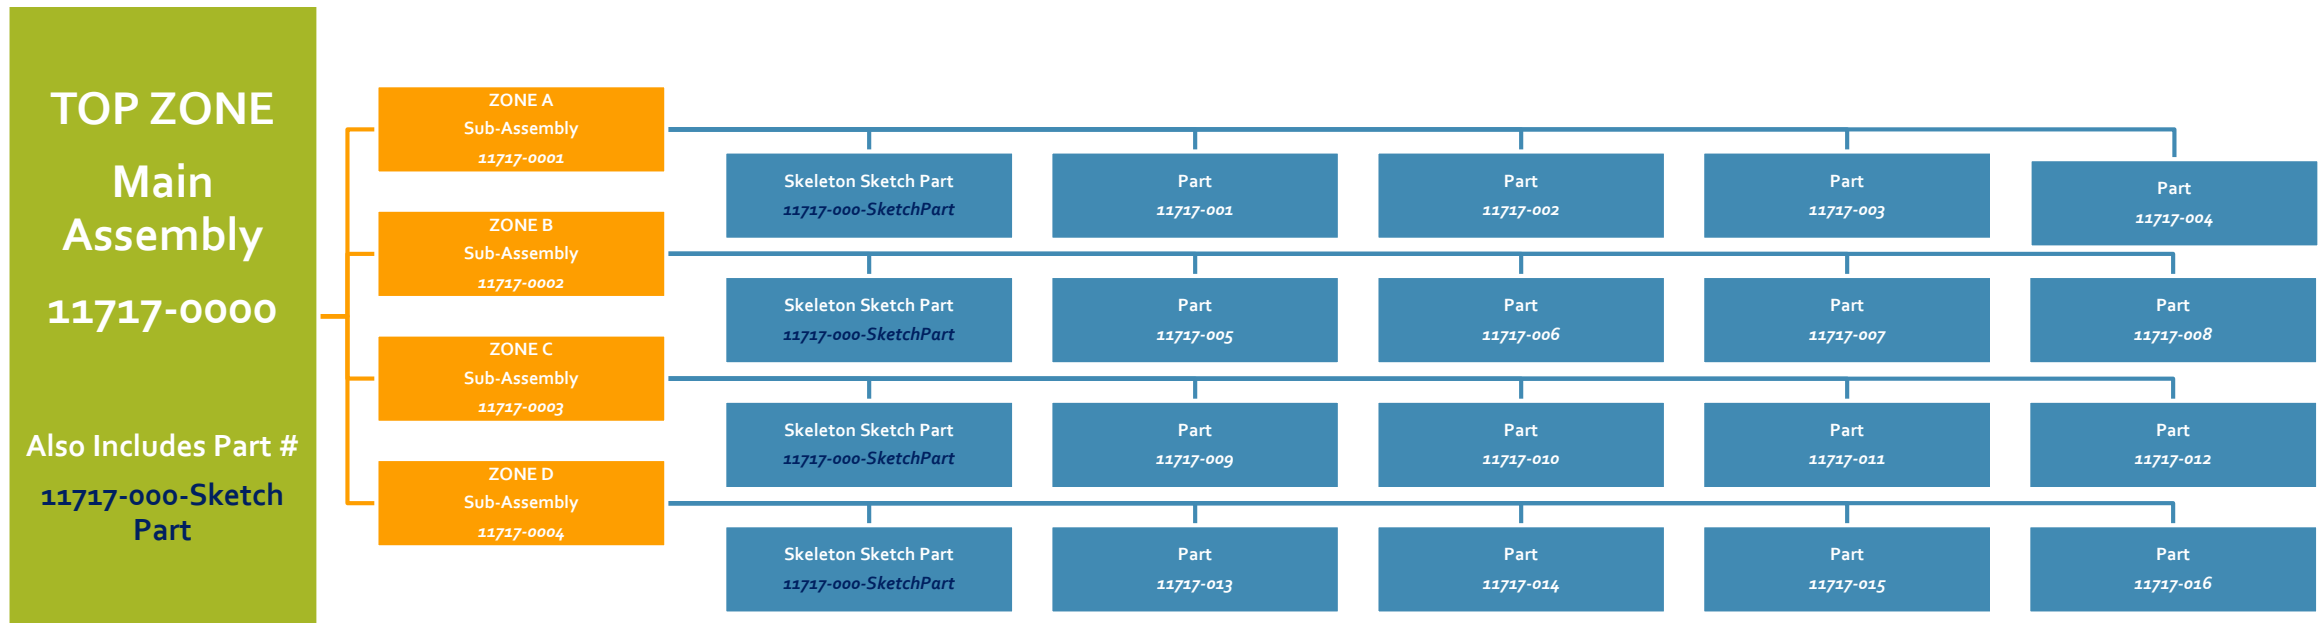 TOP ZONE
Main
Assembly
11717-0000
Also Includes Part #
11717-000-Sketch
Part
ZONE A
Sub-Assembly
11717-0001
Skeleton Sketch Part
11717-000-SketchPart
Part
11717-001
Part
11717-002
Part
11717-003
Part
11717-004
ZONE B
Sub-Assembly
11717-0002
Skeleton Sketch Part
11717-000-SketchPart
Part
11717-005
Part
11717-006
Part
11717-007
Part
11717-008
ZONE C
Sub-Assembly
11717-0003
Skeleton Sketch Part
11717-000-SketchPart
Part
11717-009
Part
11717-010
Part
11717-011
Part
11717-012
ZONE D
Sub-Assembly
11717-0004
Skeleton Sketch Part
11717-000-SketchPart
Part
11717-013
Part
11717-014
Part
11717-015
Part
11717-016